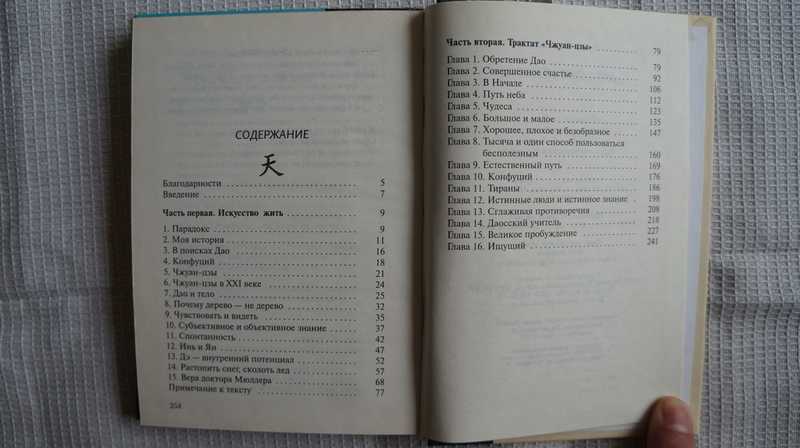 СОДЕРЖАНИЕ
天
Благодарности 5
Введение 7
Часть первая. Искусство жить 9
1. Парадокс 9
2. Моя история 11
3. В поисках Дао 16
4. Конфуций 18
5. Чжуан-цзы 21
6. Чжуан-цзы в XXI веке 24
7. Дао и тело 25
8. Почему дерево — не дерево 32
9. Чувствовать и видеть 35
10. Субъективное и объективное знание 37
11. Спонтанность 42
12. Инь и Ян 47
13. Дэ — внутренний потенциал 52
14. Растопить снег, сколоть лед 57
15. Вера доктора Мюллера 68
Примечание к тексту 77
254
Часть вторая. Трактат «Чжуан-цзы» 79
Глава 1. Обретение Дао 79
Глава 2. Совершенное счастье 92
Глава 3. В Начале 106
Глава 4. Путь неба 112
Глава 5. Чудеса 123
Глава 6. Большое и малое 135
Глава 7. Хорошее, плохое и безобразное 147
Глава 8. Тысяча и один способ пользоваться
бесполезным 160
Глава 9. Естественный путь 169
Глава 10. Конфуций 176
Глава 11. Тираны 186
Глава 12. Истинные люди и истинное знание 198
Глава 13. Сглаживая противоречия 208
Глава 14. Даосский учитель 218
Глава 15. Великое пробуждение 227
Глава 16. Ищущий 241